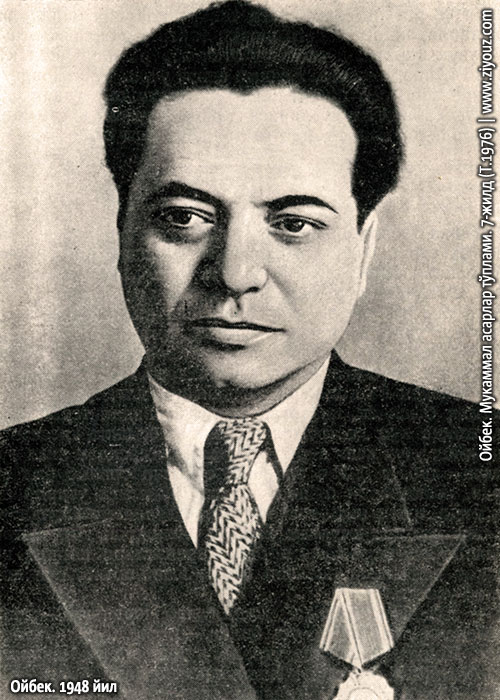 Ойбек. Мукаммал асарлар тўплами. 7-жилд (Т.1976) | www.ziyouz.com
Ойбек. 1948 йил